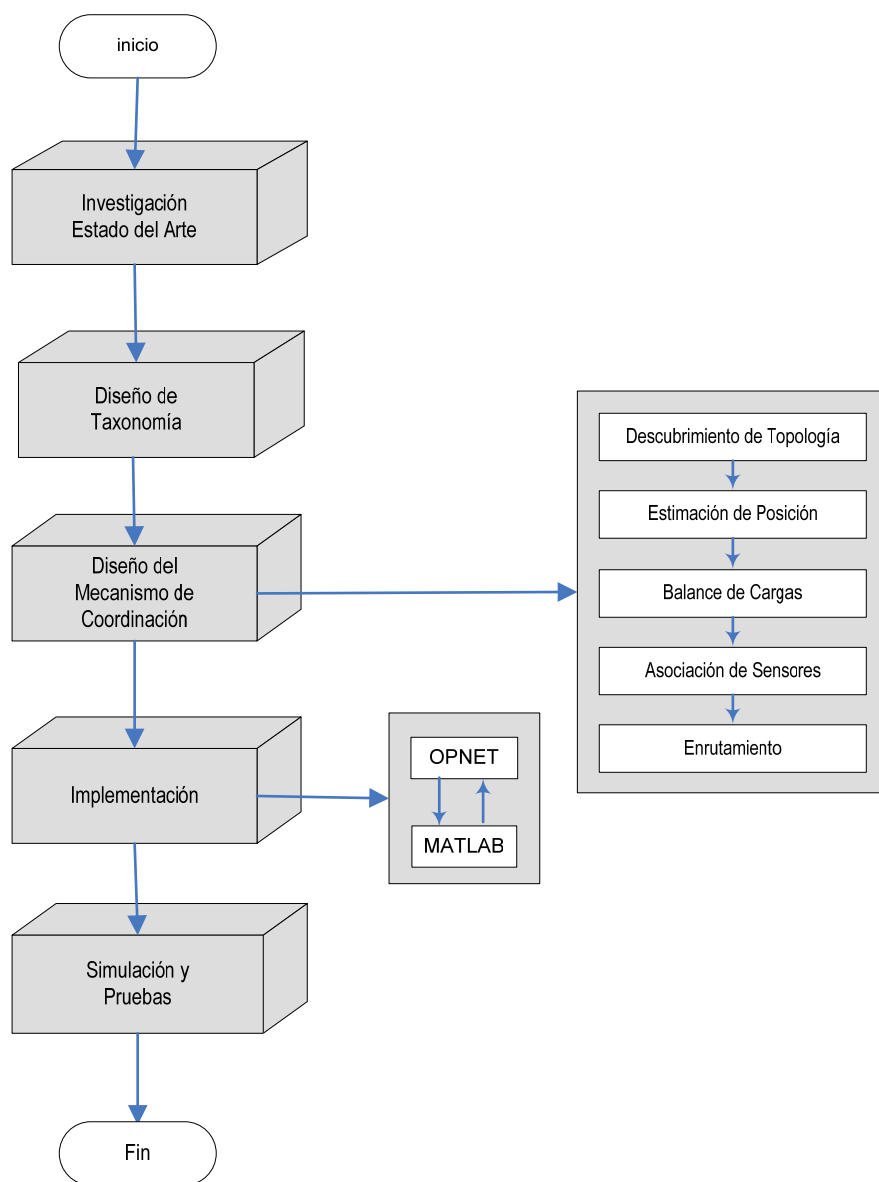 inicio
Investigación
Estado del Arte
Diseño de
Taxonomía
Diseño del
Mecanismo de
Coordinación
Descubrimiento de Topología
Estimación de Posición
Balance de Cargas
Asociación de Sensores
Enrutamiento
Implementación
OPNET
MATLAB
Simulación y
Pruebas
Fin